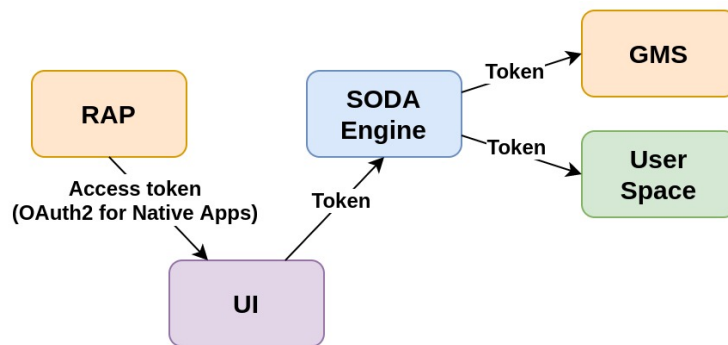 GMS
Token
RAP
SODA
Engine
Token
User
Space
Access token
(OAuth2 for Native Apps)
Token
UI